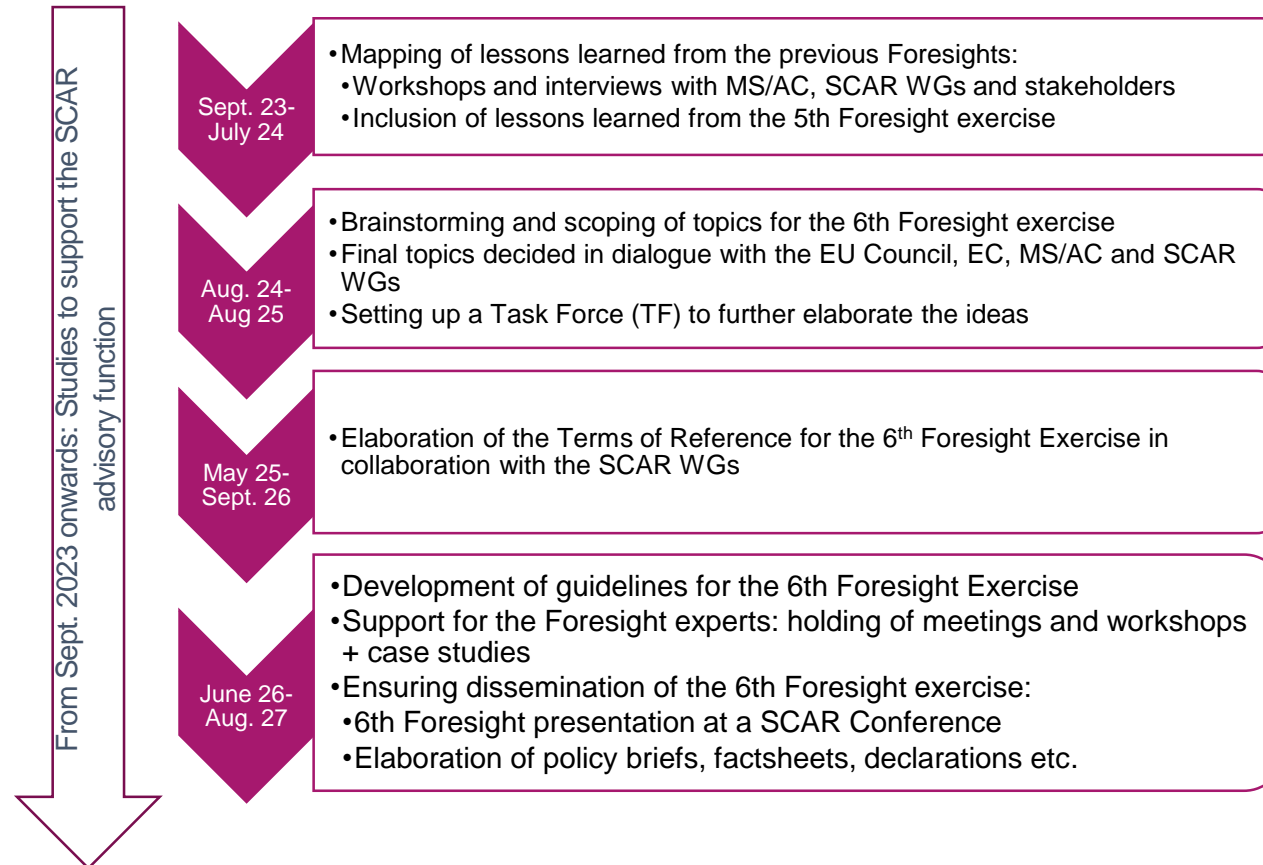 From Sept. 2023 onwards: Studies to support the SCAR
advisory function
Sept. 23-
July 24
•Mapping of lessons learned from the previous Foresights:
•Workshops and interviews with MS/AC, SCAR WGs and stakeholders
•Inclusion of lessons learned from the 5th Foresight exercise
Aug. 24-
Aug 25
•Brainstorming and scoping of topics for the 6th Foresight exercise
•Final topics decided in dialogue with the EU Council, EC, MS/AC and SCAR
WGs
•Setting up a Task Force (TF) to further elaborate the ideas
May 25-
Sept. 26
•Elaboration of the Terms of Reference for the 6th Foresight Exercise in
collaboration with the SCAR WGs
June 26-
Aug. 27
•Development of guidelines for the 6th Foresight Exercise
•Support for the Foresight experts: holding of meetings and workshops
+ case studies
•Ensuring dissemination of the 6th Foresight exercise:
•6th Foresight presentation at a SCAR Conference
•Elaboration of policy briefs, factsheets, declarations etc.